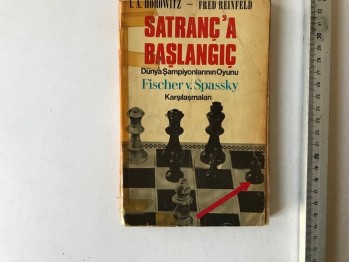 I. A. HOROWITZ — FRED REINFELD
SATRANÇ'A
BAŞLANGIÇ
Dünya Şampiyonlarının Oyunu
Fischer v. Spassky
Karşılaşmaları